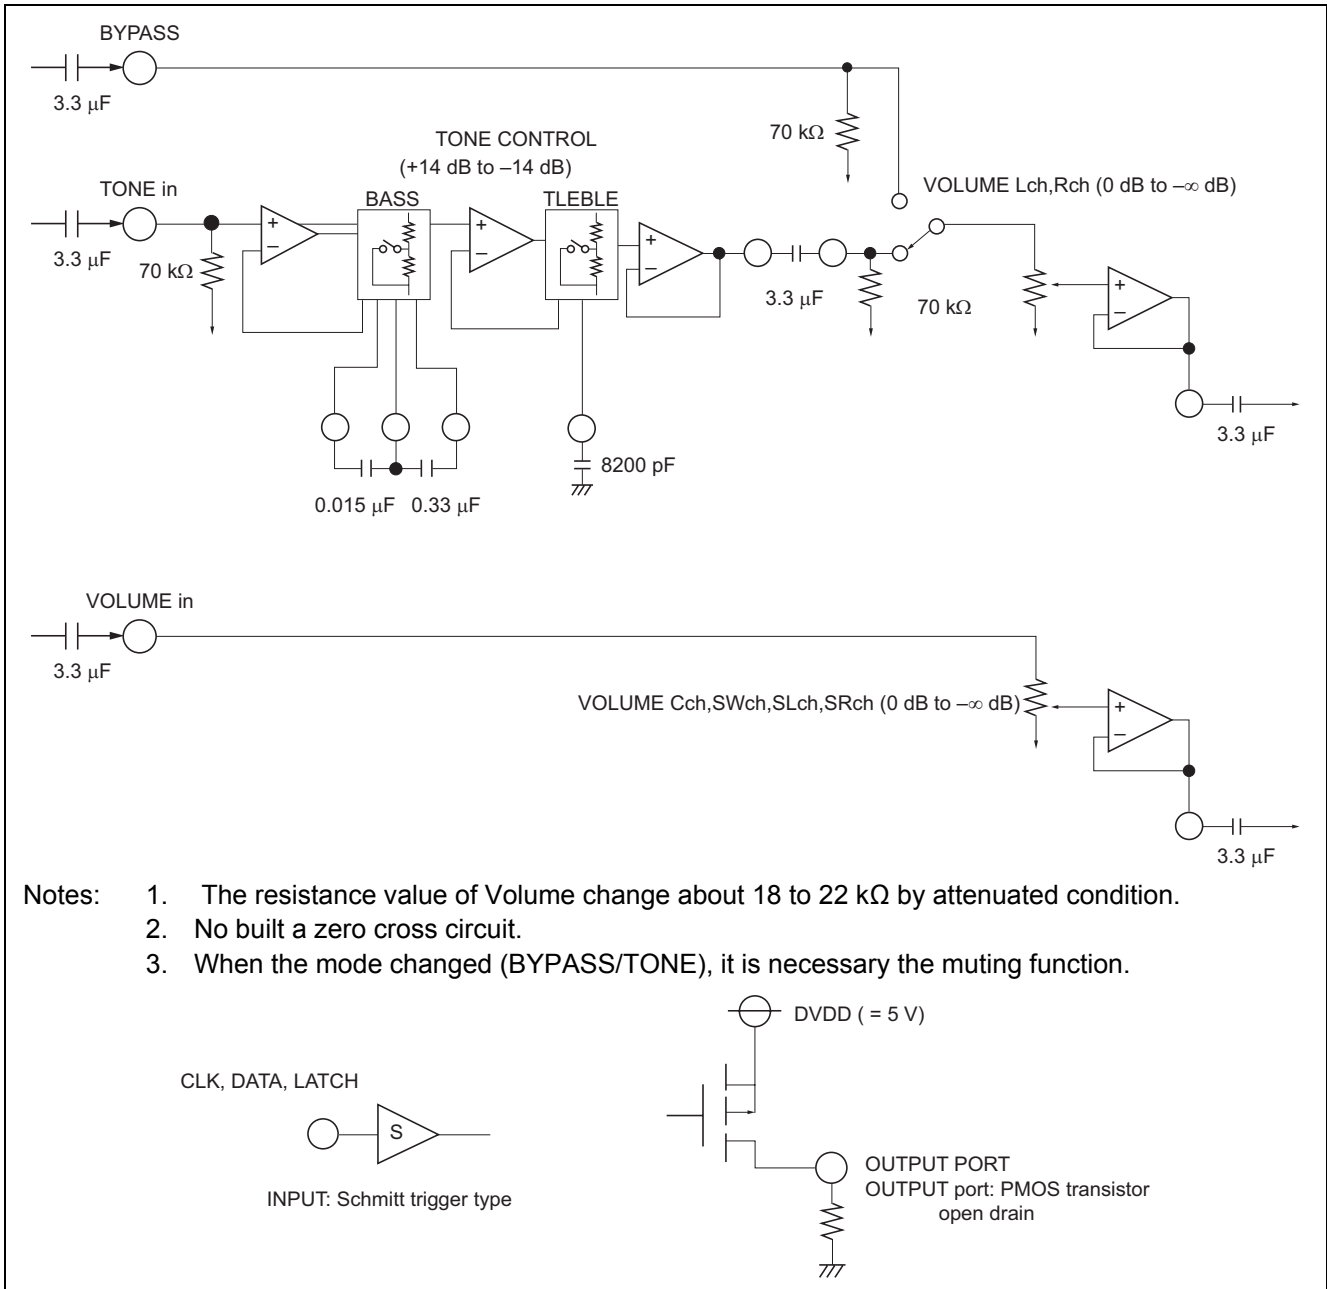 BYPASS
3.3 μF
70 kΩ
TONE CONTROL
(+14 dB to –14 dB)
TONE in
BASS
TLEBLE
VOLUME Lch,Rch (0 dB to –∞ dB)
+
–
+
–
+
–
3.3 μF
70 kΩ
3.3 μF
70 kΩ
+
–
3.3 μF
8200 pF
0.015 μF
0.33 μF
VOLUME in
3.3 μF
VOLUME Cch,SWch,SLch,SRch (0 dB to –∞ dB)
+
–
3.3 μF
Notes: 1. The resistance value of Volume change about 18 to 22 kΩ by attenuated condition.
2. No built a zero cross circuit.
3. When the mode changed (BYPASS/TONE), it is necessary the muting function.
DVDD ( = 5 V)
CLK, DATA, LATCH
S
INPUT: Schmitt trigger type
OUTPUT PORT
OUTPUT port: PMOS transistor
open drain